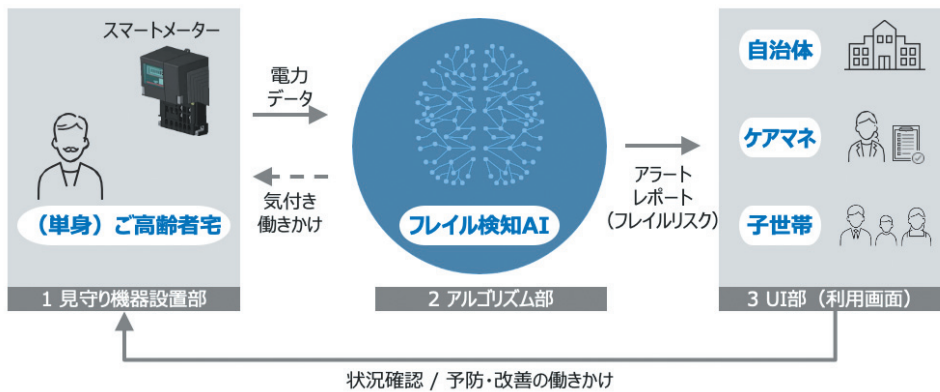 スマートメーター
(単身)ご高齢者宅
1 見守り機器設置部
電力
データ
気付き
働きかけ
フレイル検知AI
2 アルゴリズム部
アラート
レポート
(フレイルリスク)
自治体
ケアマネ
子世帯
3 UI部(利用画面)
状況確認 / 予防・改善の働きかけ